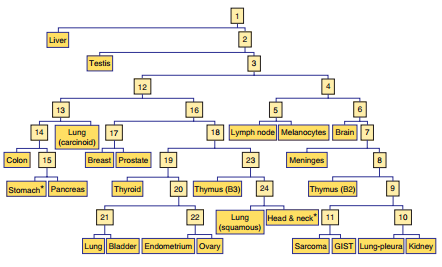 1
Liver
2
Testis
3
12
4
13
16
5
6
14
Lung
(carcinoid)
17
18
Lymph node
Melanocytes
Brain
7
Colon
15
Breast
Prostate
19
23
Meninges
8
Stomach*
Pancreas
Thyroid
20
Thymus (B3)
24
Thymus (B2)
9
21
22
Lung
(squamous)
Head & neck*
11
10
Lung
Bladder
Endometrium
Ovary
Sarcoma
GIST
Lung-pleura
Kidney